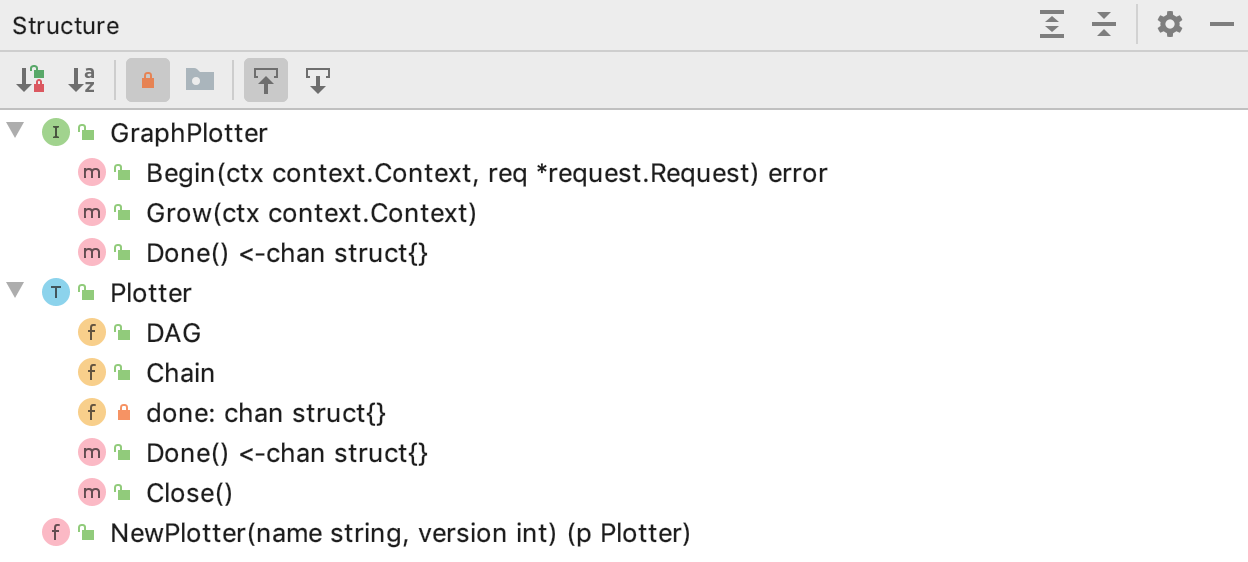 Structure
I GraphPlotter
m Begin(ctx context.Context, req *request.Request) error
m Grow(ctx context.Context)
m Done() <-chan struct{}
T Plotter
f DAG
f Chain
f done: chan struct{}
m Done() <-chan struct{}
m Close()
f NewPlotter(name string, version int) (p Plotter)